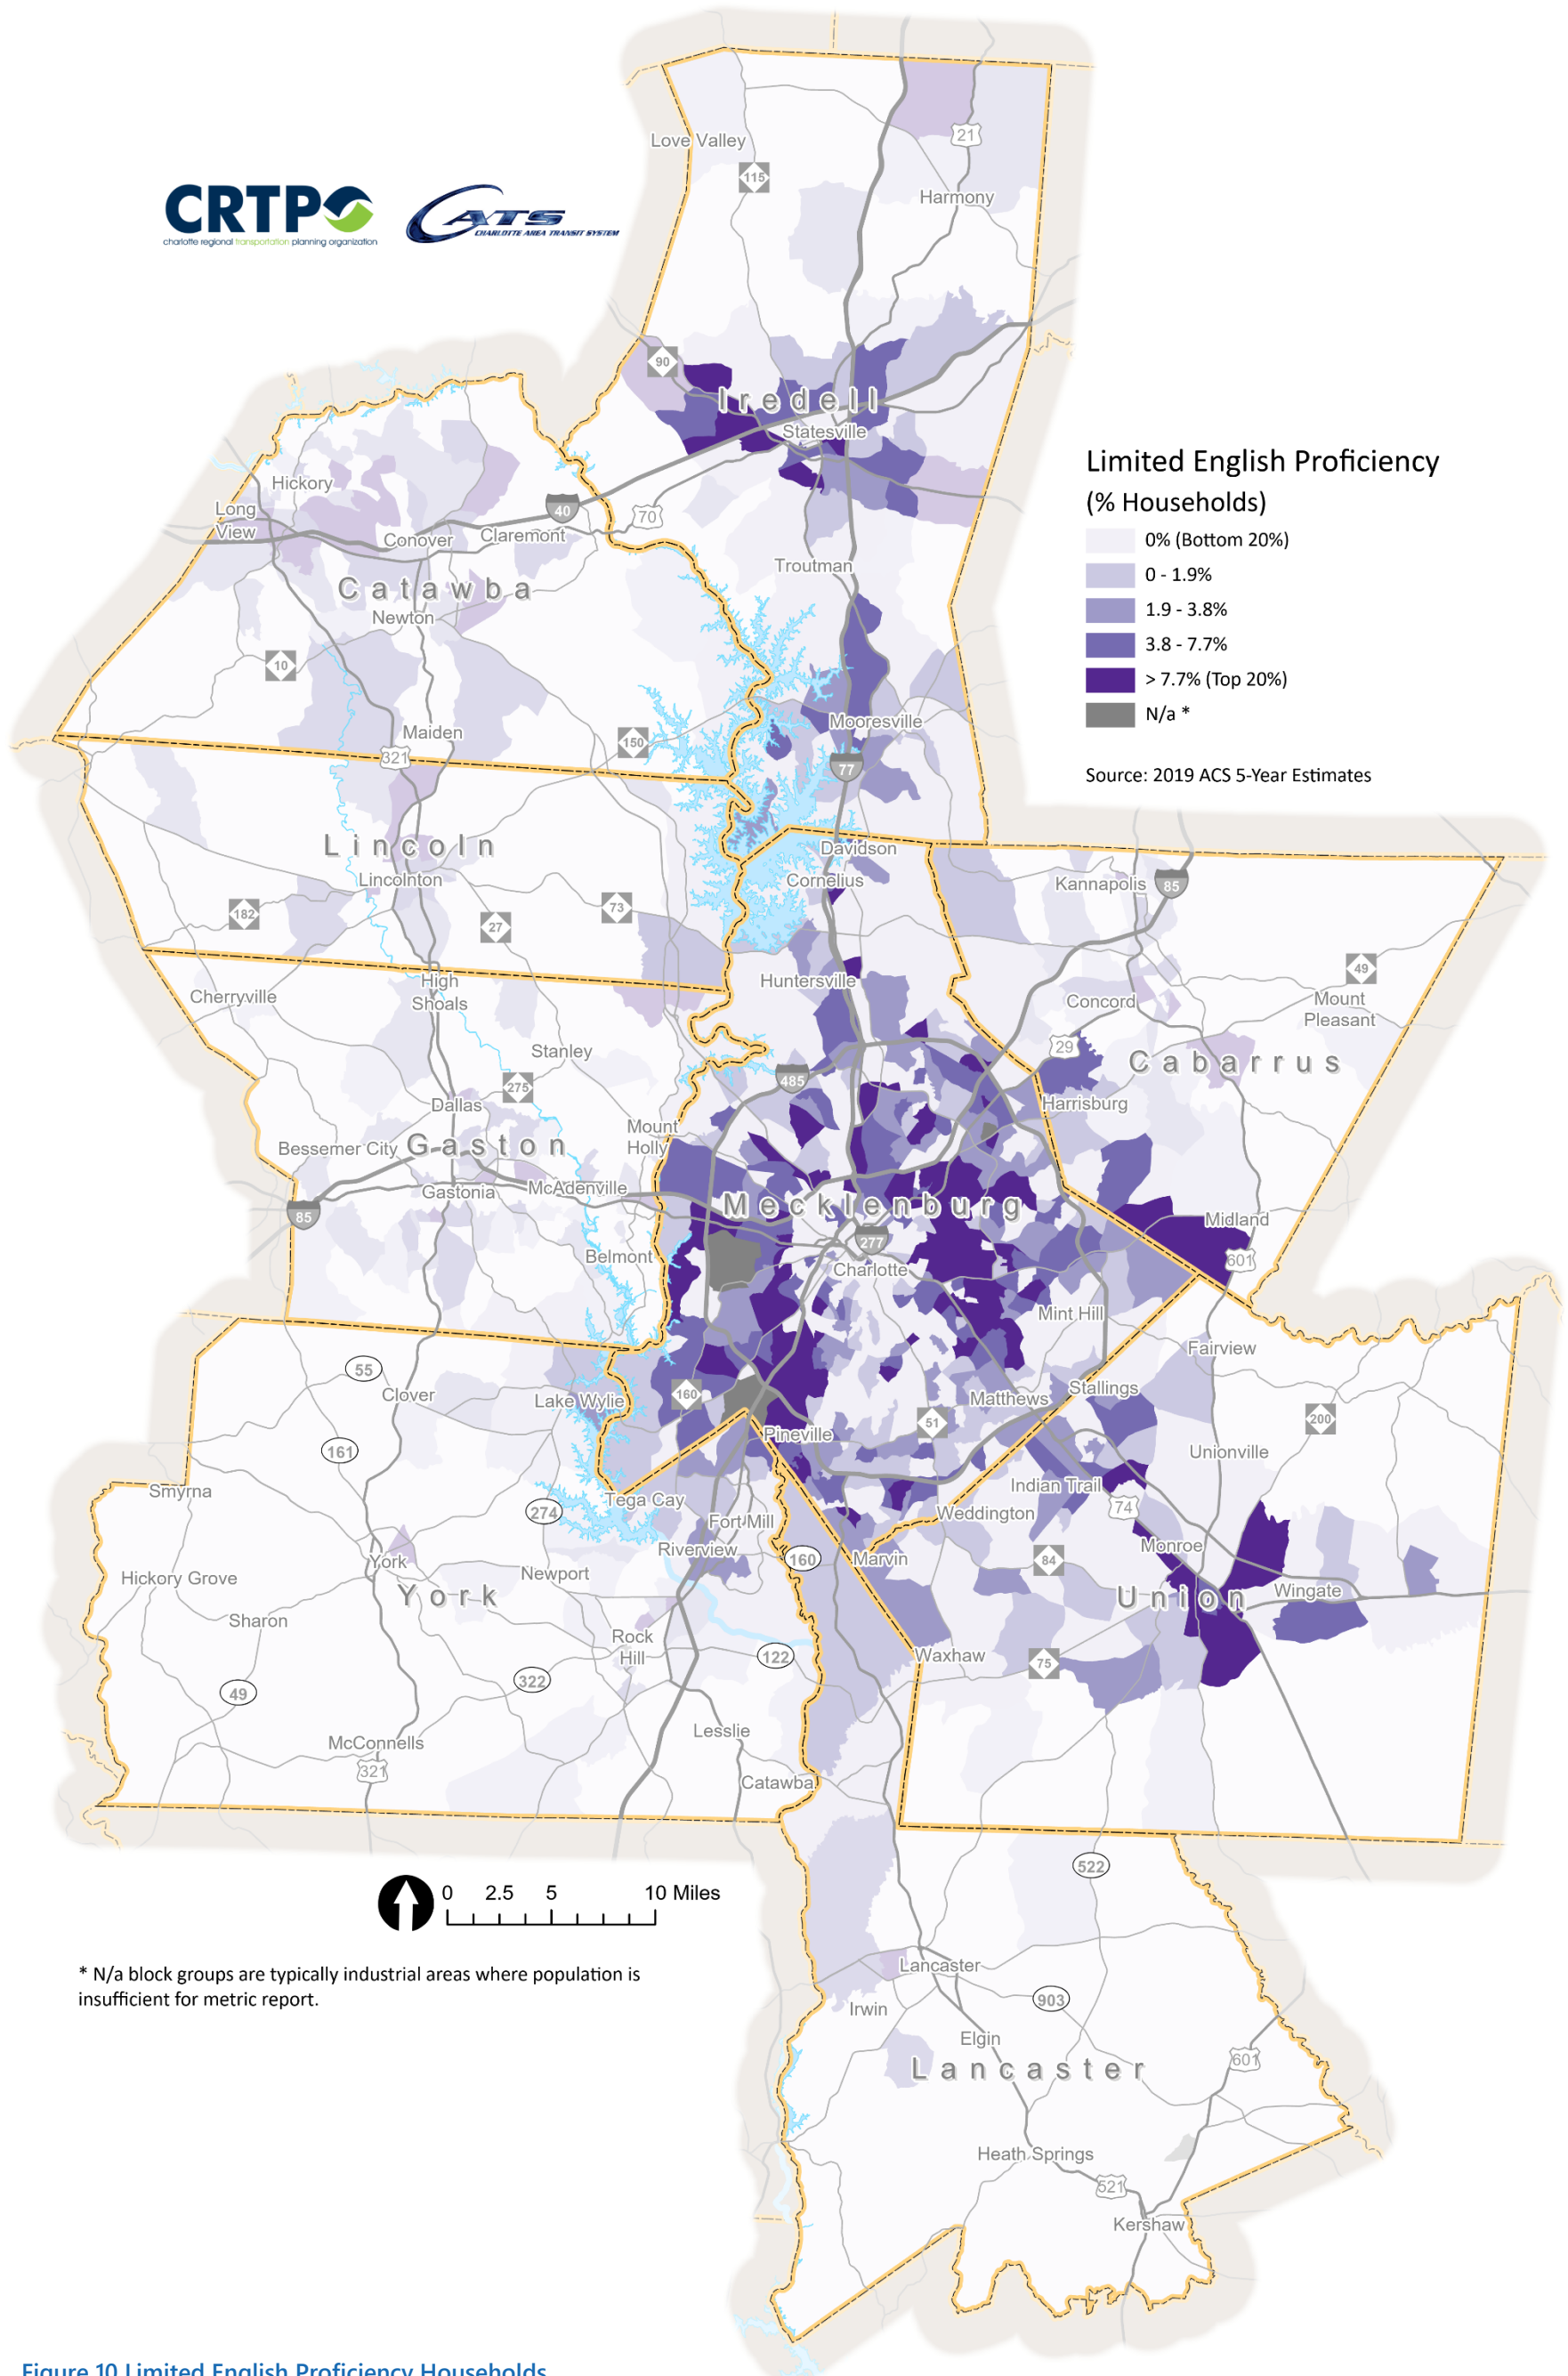 Love Valley
115
21
Harmony
CRTPO
charlotte regional transportation planning organization
CATS
CHARLOTTE AREA TRANSIT SYSTEM
90
Iredell
Statesville
Limited English Proficiency
(% Households)
0% (Bottom 20%)
0 - 1.9%
1.9 - 3.8%
3.8 - 7.7%
> 7.7% (Top 20%)
N/a *
Source: 2019 ACS 5-Year Estimates
Hickory
Long
View
40
70
Conover
Claremont
Catawba
Newton
Troutman
10
Maiden
321
150
Mooresville
77
Lincoln
Lincolnton
182
27
73
Davidson
Cornelius
Kannapolis
85
49
Mount
Pleasant
Cherryville
High
Shoals
Huntersville
Concord
29
Cabarrus
Stanley
275
485
Harrisburg
Dallas
Mount
Holly
Bessemer City
Gaston
Gastonia
McAdenville
85
Mecklenburg
Midland
277
Charlotte
601
Belmont
Mint Hill
Fairview
55
Clover
Lake Wylie
160
Matthews
Stallings
51
200
161
Pineville
Unionville
Smyrna
Indian Trail
74
Tega Cay
274
Fort Mill
Weddington
Riverview
160
Marvin
84
Monroe
York
Hickory Grove
Newport
York
Union
Wingate
Sharon
Rock
Hill
122
Waxhaw
75
49
322
Lesslie
McConnells
321
Catawba
522
0 2.5 5 10 Miles
* N/a block groups are typically industrial areas where population is
insufficient for metric report.
Lancaster
Irwin
903
Elgin
601
Lancaster
Heath Springs
521
Kershaw
Figure 10 Limited English Proficiency Households